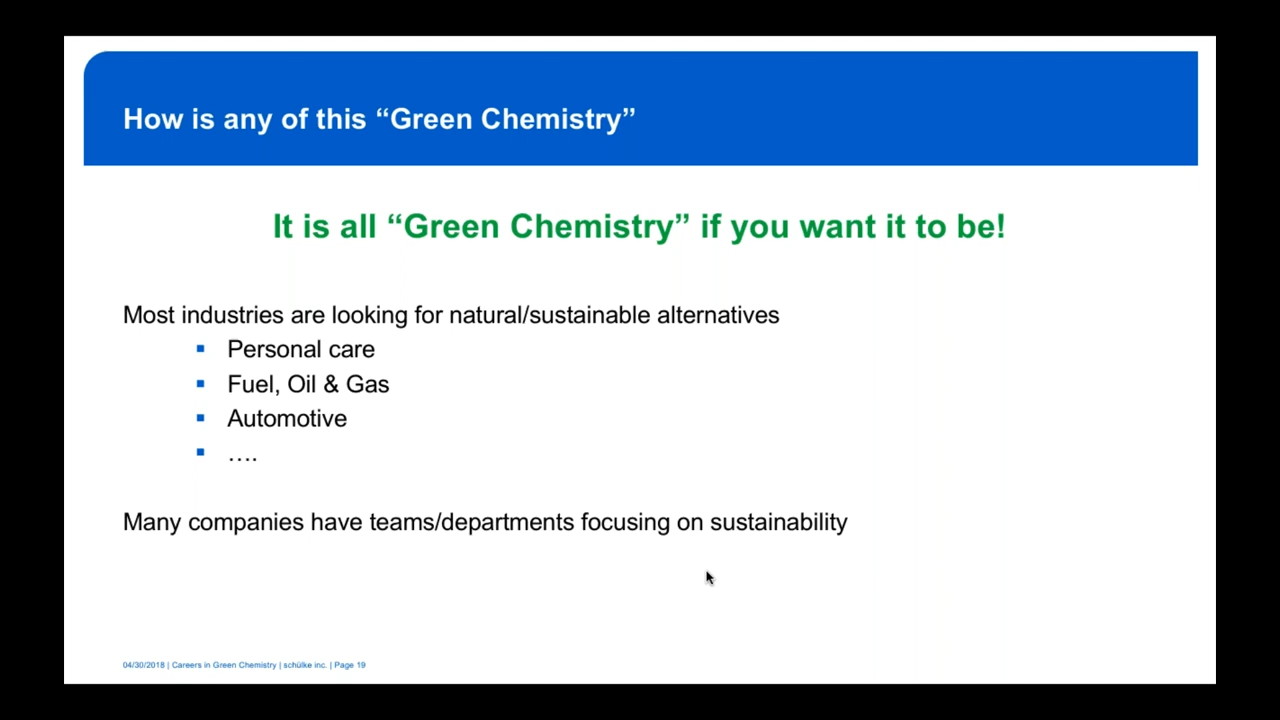 How is any of this “Green Chemistry”
It is all “Green Chemistry” if you want it to be!
Most industries are looking for natural/sustainable alternatives
▪ Personal care
▪ Fuel, Oil & Gas
▪ Automotive
▪ ….
Many companies have teams/departments focusing on sustainability
04/30/2018 | Careers in Green Chemistry | schülke inc. | Page 19